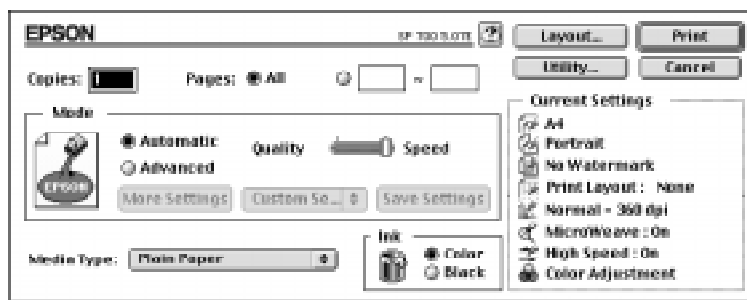 EPSON
Layout...
Print
Utility...
Cancel
Copies: 1
Pages: All
~
Mode
Automatic
Advanced
Quality
Speed
EPSON
More Settings
Custom Se...
Save Settings
Media Type: Plain Paper
Ink
Color
Black
Current Settings
A4
Portrait
No Watermark
Print Layout : None
Normal - 360 dpi
MicroWeave : On
High Speed : On
Color Adjustment